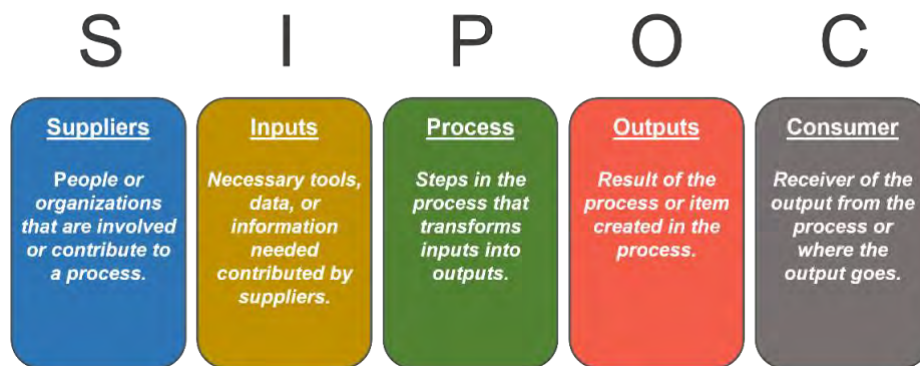 S I P O C
Suppliers
People or
organizations
that are involved
or contribute to
a process.
Inputs
Necessary tools,
data, or
information
needed
contributed by
suppliers.
Process
Steps in the
process that
transforms
inputs into
outputs.
Outputs
Result of the
process or item
created in the
process.
Consumer
Receiver of the
output from the
process or
where the
output goes.